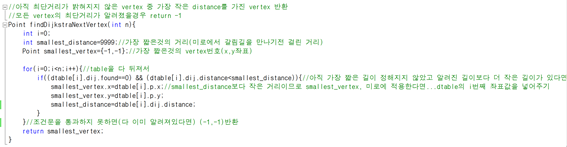 //아직 최단거리가 밝혀지지 않은 vertex 중 가장 작은 distance를 가진 vertex 반환
//모든 vertex의 최단거리가 알려졌을경우 return -1
Point findDijkstraNextVertex(int n){
int i=0;
int smallest_distance=9999;//가장 짧은것의 거리(미로에서 갈림길을 만나기전 걸린 거리)
Point smallest_vertex={-1,-1};//가장 짧은것의 vertex번호(x,y좌표)
for(i=0;i<n;i++){//table을 다 뒤져서
if((dtable[i].dij.found==0) && (dtable[i].dij.distance<smallest_distance)){//아직 가장 짧은 길이 정해지지 않았고 알려진 길이보다 더 작은 길이가 있다면
smallest_vertex.x=dtable[i].p.x;//smallest_distance보다 작은 거리이므로 smallest_vertex, 미로에 적용한다면...dtable의 i번째 좌표값을 넣어주기
smallest_vertex.y=dtable[i].p.y;
smallest_distance=dtable[i].dij.distance;
}
}//조건문을 통과하지 못하면(다 이미 알려져있다면) (-1,-1)반환
return smallest_vertex;
}